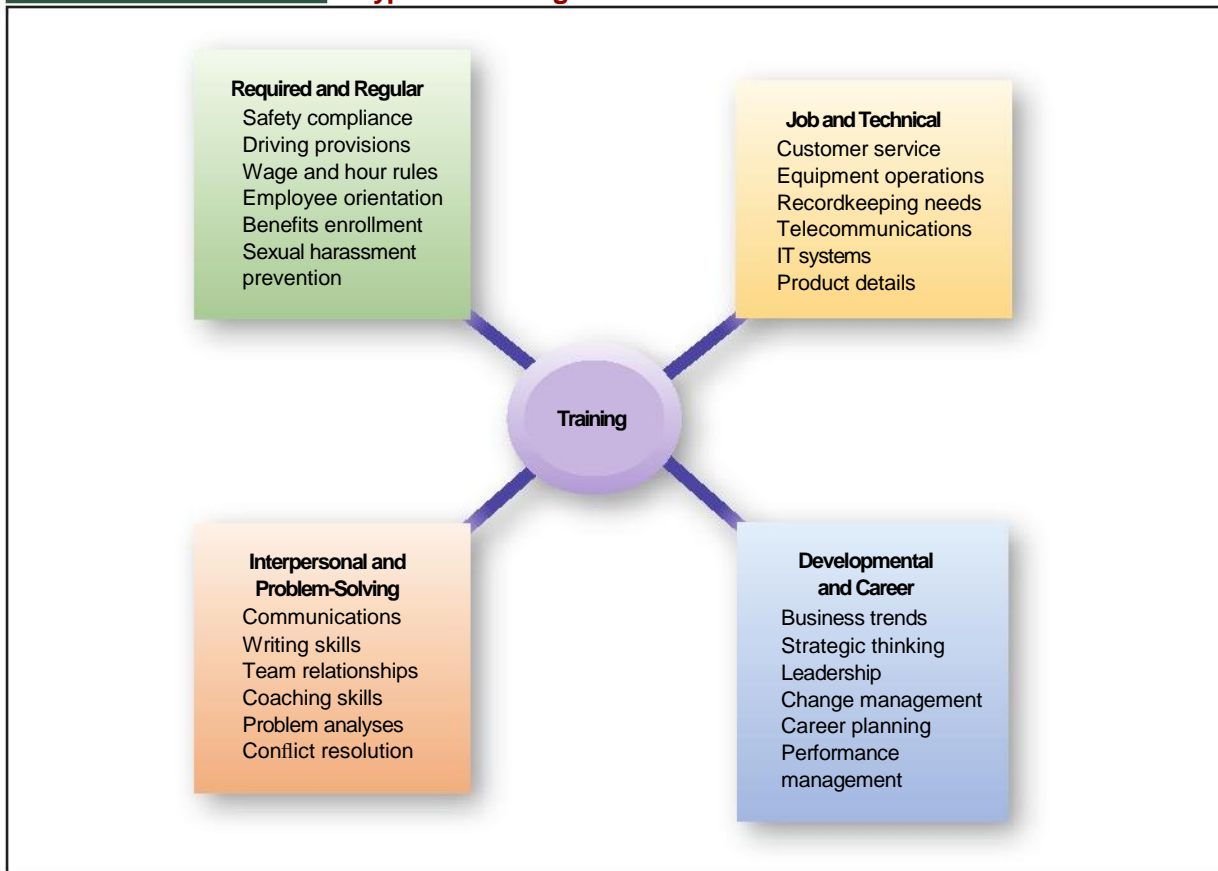 Required and Regular
Safety compliance
Driving provisions
Wage and hour rules
Employee orientation
Benefits enrollment
Sexual harassment
prevention
Job and Technical
Customer service
Equipment operations
Recordkeeping needs
Telecommunications
IT systems
Product details
Training
Interpersonal and
Problem-Solving
Communications
Writing skills
Team relationships
Coaching skills
Problem analyses
Conflict resolution
Developmental
and Career
Business trends
Strategic thinking
Leadership
Change management
Career planning
Performance
management